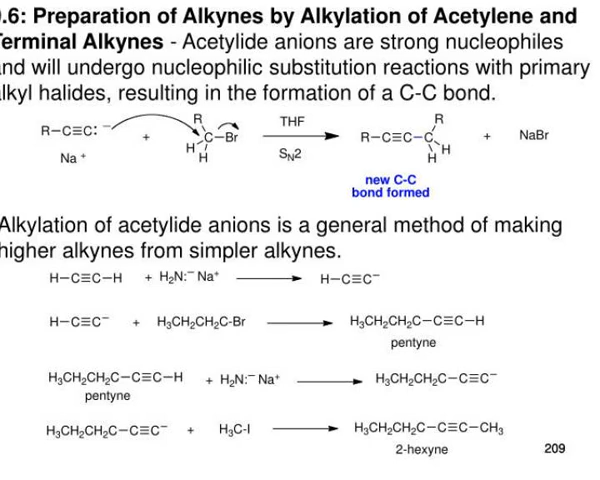 .6: Preparation of Alkynes by Alkylation of Acetylene and
Terminal Alkynes - Acetylide anions are strong nucleophiles
and will undergo nucleophilic substitution reactions with primary
alkyl halides, resulting in the formation of a C-C bond.
R−C≡C:⁻ Na⁺ + R H H C−Br THF SN2 R−C≡C−C R H H + NaBr
new C-C
bond formed
Alkylation of acetylide anions is a general method of making
higher alkynes from simpler alkynes.
H−C≡C−H + H₂N:⁻ Na⁺ H−C≡C⁻
H−C≡C⁻ + H₃CH₂CH₂C-Br H₃CH₂CH₂C−C≡C−H
pentyne
H₃CH₂CH₂C−C≡C−H + H₂N:⁻ Na⁺ H₃CH₂CH₂C−C≡C⁻
pentyne
H₃CH₂CH₂C−C≡C⁻ + H₃C-I H₃CH₂CH₂C−C≡C−CH₃
2-hexyne
209